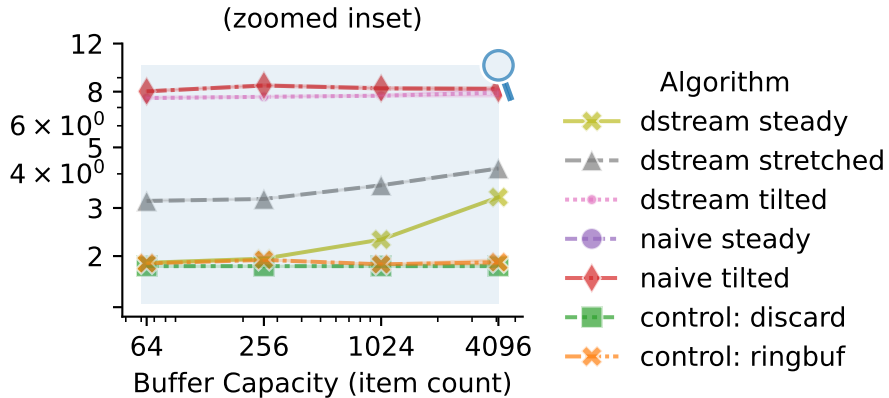 (zoomed inset)
12
8
6 × 10⁰
5
4 × 10⁰
3
2
64 256 1024 4096
Buffer Capacity (item count)
Algorithm
dstream steady
dstream stretched
dstream tilted
naive steady
naive tilted
control: discard
control: ringbuf